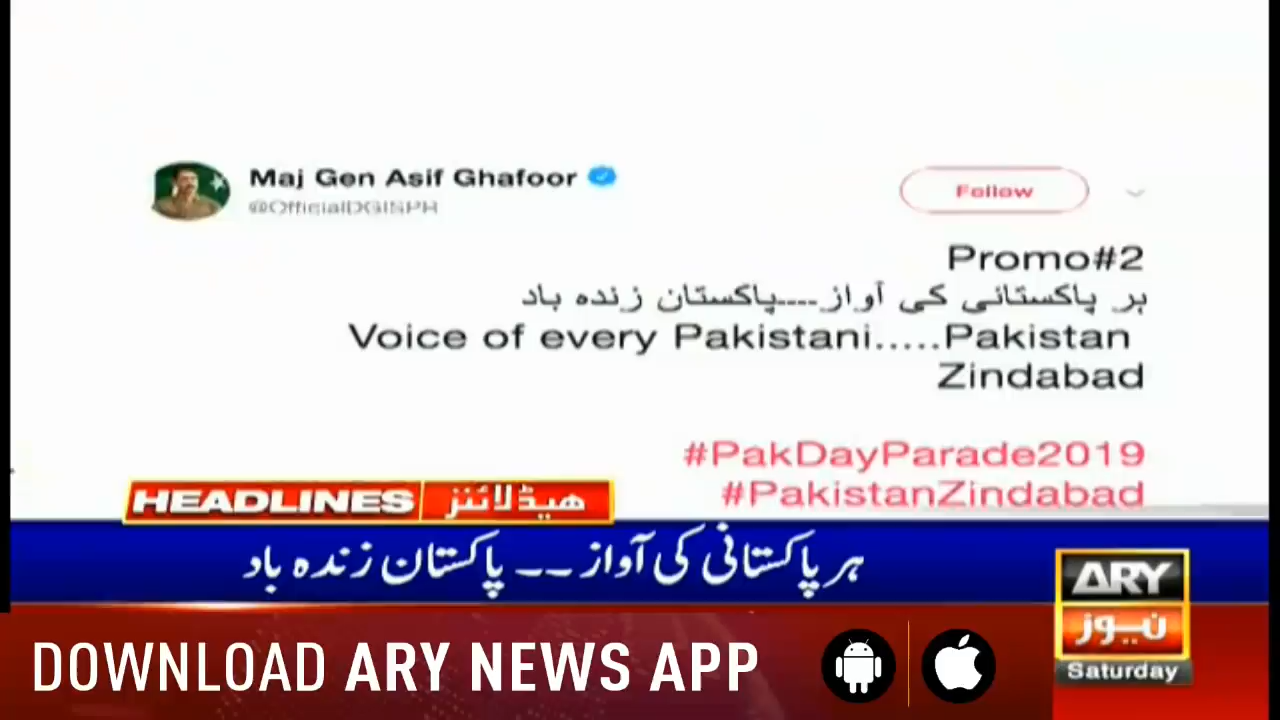 Maj Gen Asif Ghafoor
@OfficialDGISPR
Follow
Promo#2
ہر پاکستانی کی آواز----پاکستان زندہ باد
Voice of every Pakistani.....Pakistan
Zindabad
#PakDayParade2019
#PakistanZindabad
HEADLINES ہیڈلائنز
ہر پاکستانی کی آواز -- پاکستان زندہ باد
ARY
نیوز
Saturday
DOWNLOAD ARY NEWS APP